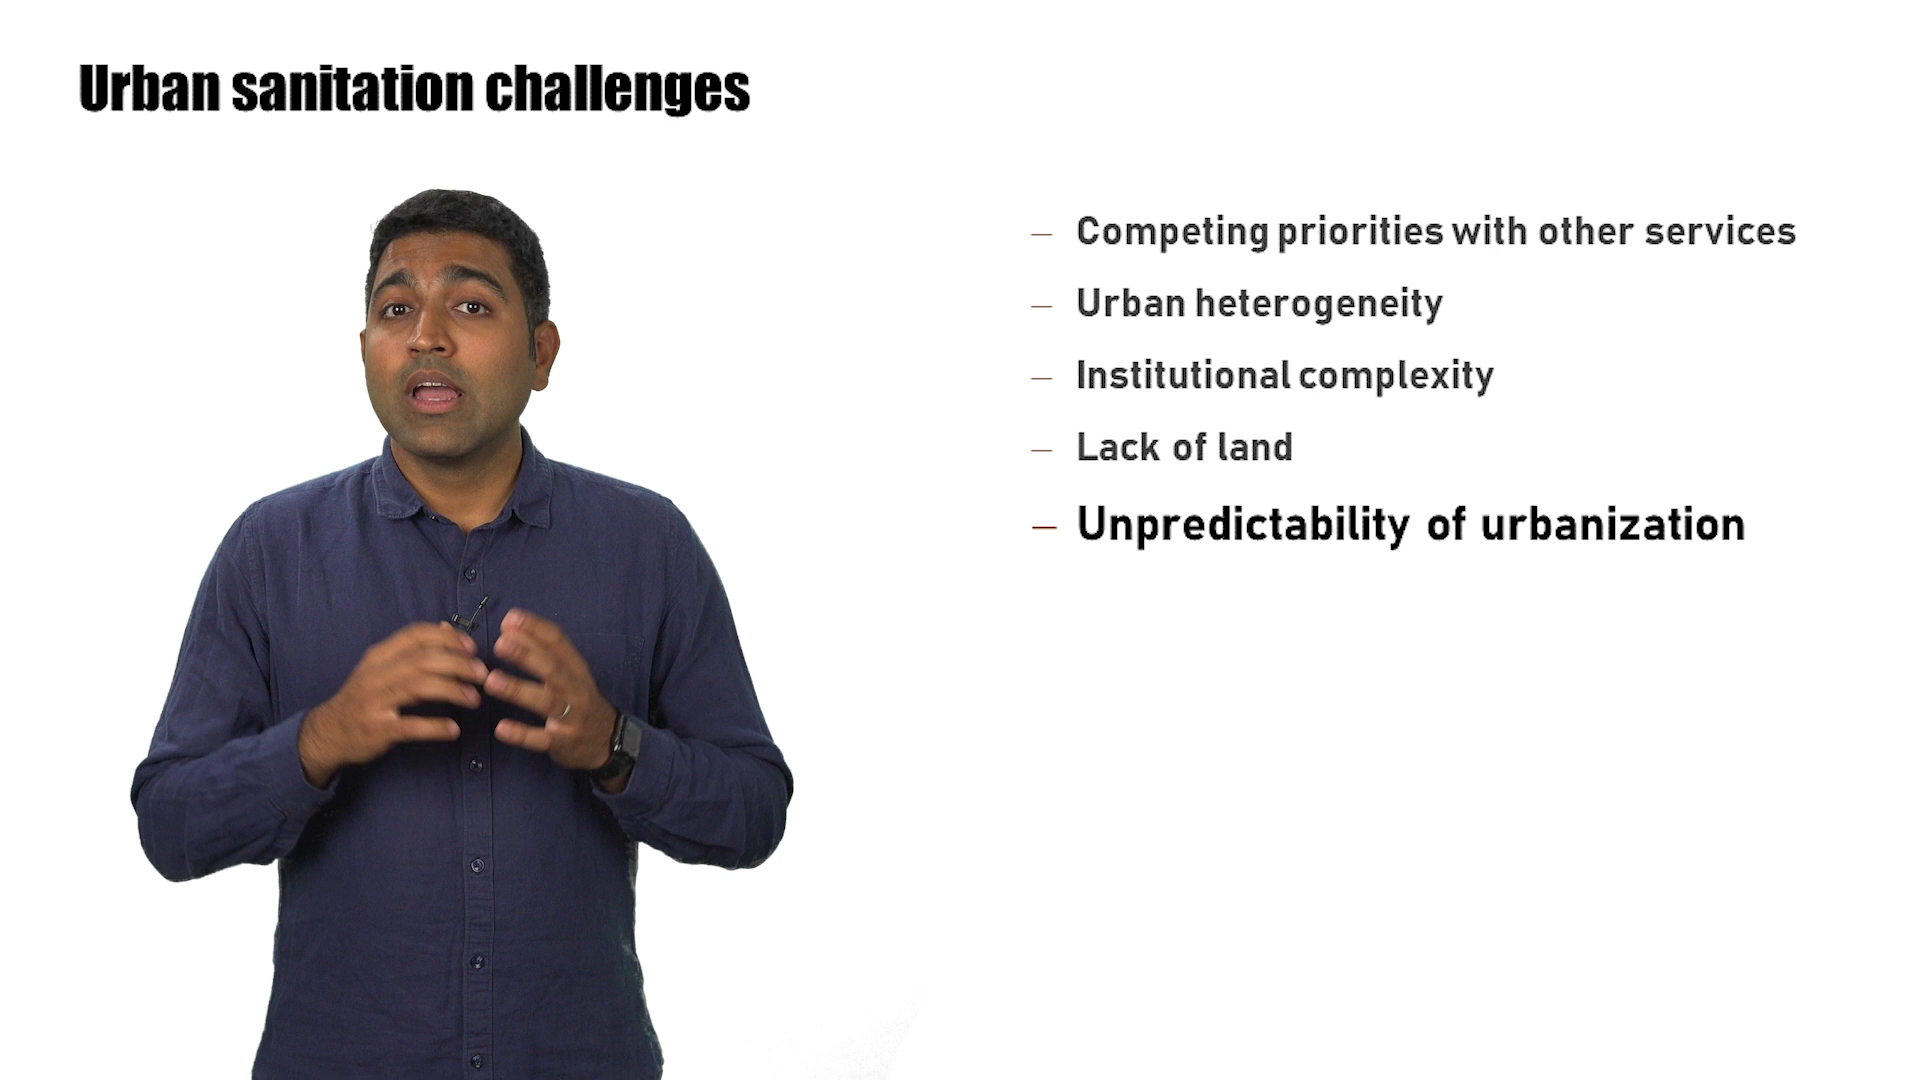 Urban sanitation challenges
– Competing priorities with other services
– Urban heterogeneity
– Institutional complexity
– Lack of land
– Unpredictability of urbanization